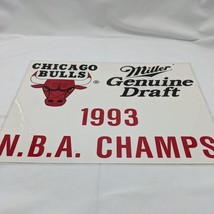 CHICAGO
BULLS
®
Miller
Genuine
Draft
®
1993
N.B.A. CHAMPS